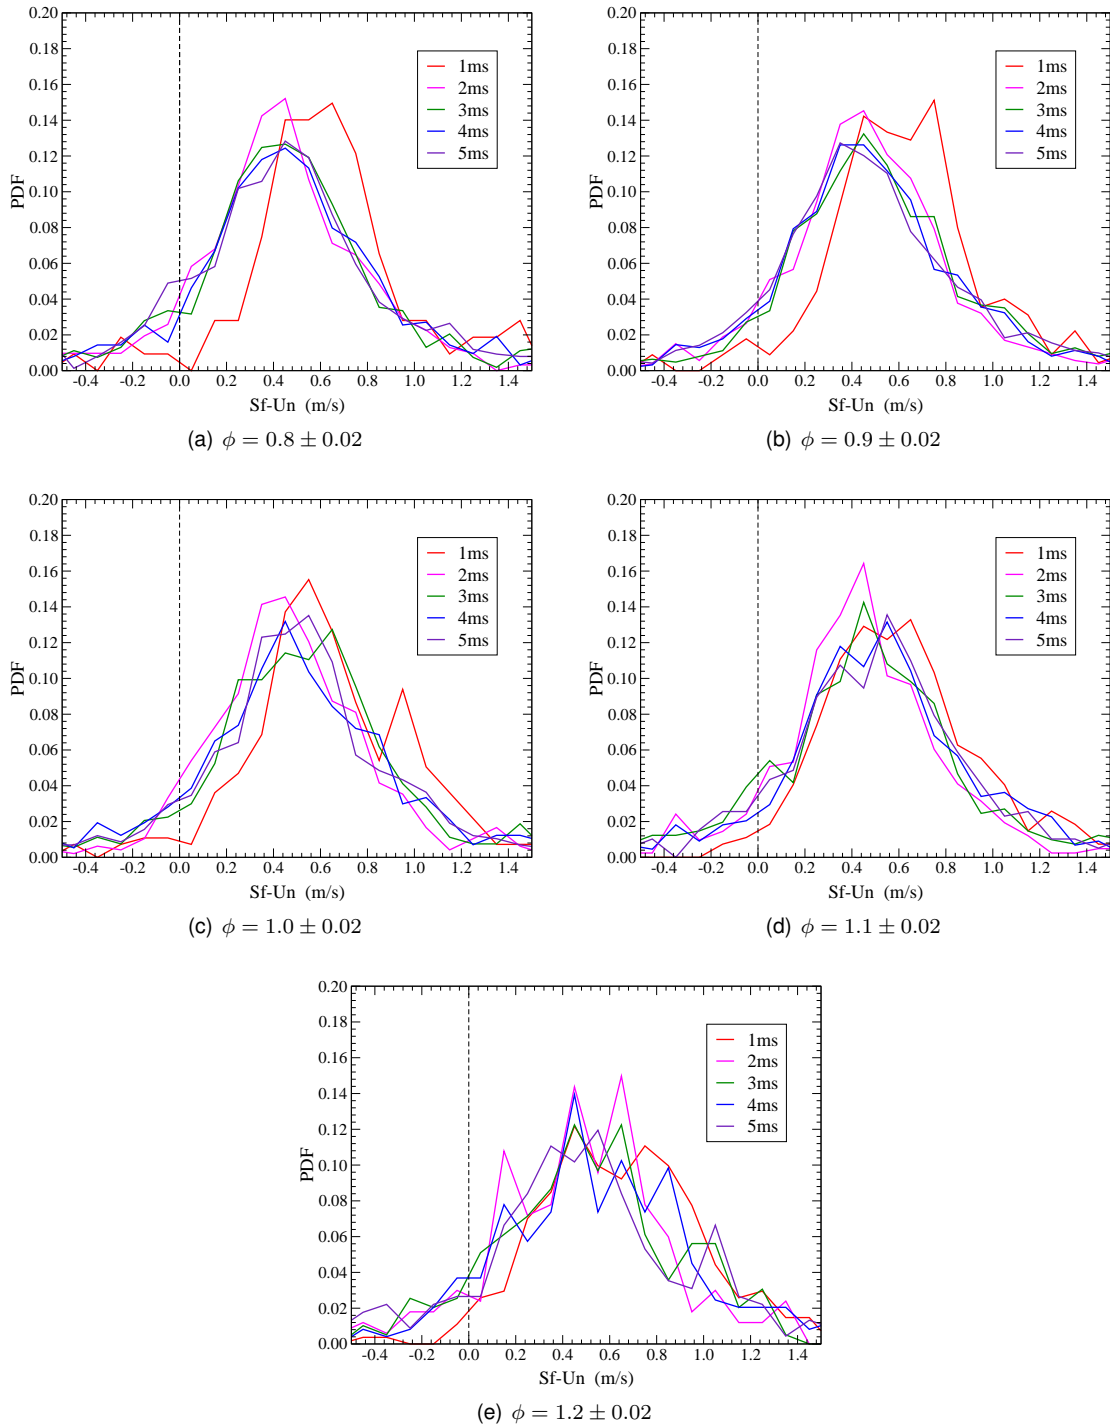 0.20
0.18
0.16
0.14
0.12
0.10
0.08
0.06
0.04
0.02
0.00
PDF
1ms
2ms
3ms
4ms
5ms
-0.4 -0.2 0.0 0.2 0.4 0.6 0.8 1.0 1.2 1.4
Sf-Un (m/s)
(a) ϕ = 0.8 ± 0.02
0.20
0.18
0.16
0.14
0.12
0.10
0.08
0.06
0.04
0.02
0.00
PDF
1ms
2ms
3ms
4ms
5ms
-0.4 -0.2 0.0 0.2 0.4 0.6 0.8 1.0 1.2 1.4
Sf-Un (m/s)
(b) ϕ = 0.9 ± 0.02
0.20
0.18
0.16
0.14
0.12
0.10
0.08
0.06
0.04
0.02
0.00
PDF
1ms
2ms
3ms
4ms
5ms
-0.4 -0.2 0.0 0.2 0.4 0.6 0.8 1.0 1.2 1.4
Sf-Un (m/s)
(c) ϕ = 1.0 ± 0.02
0.20
0.18
0.16
0.14
0.12
0.10
0.08
0.06
0.04
0.02
0.00
PDF
1ms
2ms
3ms
4ms
5ms
-0.4 -0.2 0.0 0.2 0.4 0.6 0.8 1.0 1.2 1.4
Sf-Un (m/s)
(d) ϕ = 1.1 ± 0.02
0.20
0.18
0.16
0.14
0.12
0.10
0.08
0.06
0.04
0.02
0.00
PDF
1ms
2ms
3ms
4ms
5ms
-0.4 -0.2 0.0 0.2 0.4 0.6 0.8 1.0 1.2 1.4
Sf-Un (m/s)
(e) ϕ = 1.2 ± 0.02